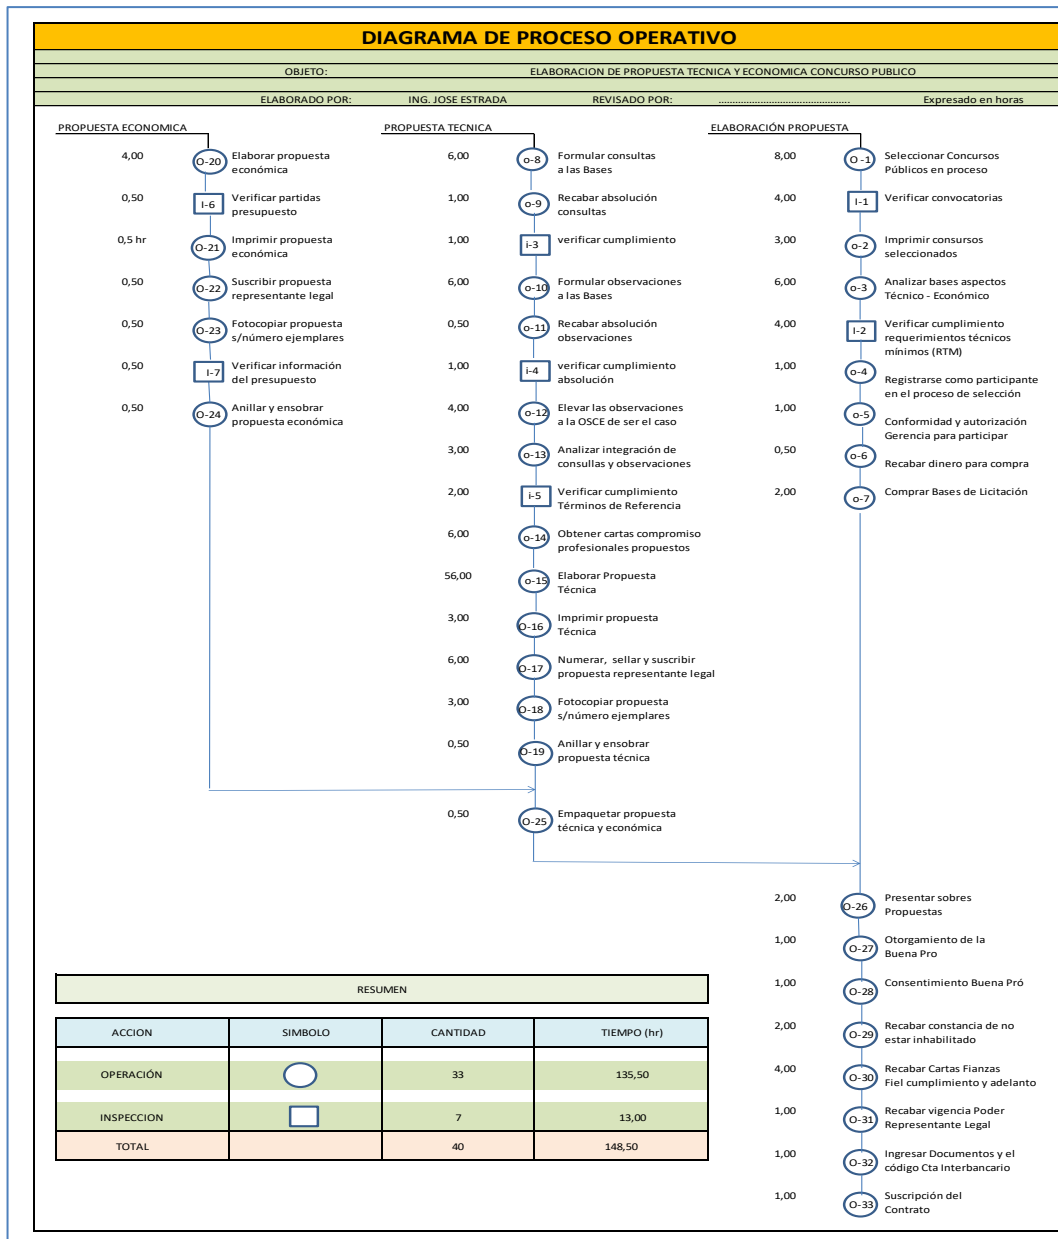 DIAGRAMA DE PROCESO OPERATIVO
OBJETO: ELABORACION DE PROPUESTA TECNICA Y ECONOMICA CONCURSO PUBLICO
ELABORADO POR: ING. JOSE ESTRADA REVISADO POR: ............................................. Expresado en horas
PROPUESTA ECONOMICA
4,00 O-20 Elaborar propuesta
económica
0,50 I-6 Verificar partidas
presupuesto
0,5 hr O-21 Imprimir propuesta
económica
0,50 O-22 Suscribir propuesta
representante legal
0,50 O-23 Fotocopiar propuesta
s/número ejemplares
0,50 I-7 Verificar información
del presupuesto
0,50 O-24 Anillar y ensobrar
propuesta económica
PROPUESTA TECNICA
6,00 o-8 Formular consultas
a las Bases
1,00 o-9 Recabar absolución
consultas
1,00 i-3 verificar cumplimiento
6,00 o-10 Formular observaciones
a las Bases
0,50 o-11 Recabar absolución
observaciones
1,00 i-4 verificar cumplimiento
absolución
4,00 o-12 Elevar las observaciones
a la OSCE de ser el caso
3,00 o-13 Analizar integración de
consullas y observaciones
2,00 i-5 Verificar cumplimiento
Términos de Referencia
6,00 o-14 Obtener cartas compromiso
profesionales propuestos
56,00 o-15 Elaborar Propuesta
Técnica
3,00 O-16 Imprimir propuesta
Técnica
6,00 O-17 Numerar, sellar y suscribir
propuesta representante legal
3,00 O-18 Fotocopiar propuesta
s/número ejemplares
0,50 O-19 Anillar y ensobrar
propuesta técnica
0,50 O-25 Empaquetar propuesta
técnica y económica
ELABORACIÓN PROPUESTA
8,00 O-1 Seleccionar Concursos
Públicos en proceso
4,00 I-1 Verificar convocatorias
3,00 o-2 Imprimir consursos
seleccionados
6,00 o-3 Analizar bases aspectos
Técnico - Económico
4,00 I-2 Verificar cumplimiento
requerimientos técnicos
mínimos (RTM)
1,00 o-4 Registrarse como participante
en el proceso de selección
1,00 o-5 Conformidad y autorización
Gerencia para participar
0,50 o-6 Recabar dinero para compra
2,00 o-7 Comprar Bases de Licitación
2,00 O-26 Presentar sobres
Propuestas
1,00 O-27 Otorgamiento de la
Buena Pro
1,00 O-28 Consentimiento Buena Pró
2,00 O-29 Recabar constancia de no
estar inhabilitado
4,00 O-30 Recabar Cartas Fianzas
Fiel cumplimiento y adelanto
1,00 O-31 Recabar vigencia Poder
Representante Legal
1,00 O-32 Ingresar Documentos y el
código Cta Interbancario
1,00 O-33 Suscripción del
Contrato
RESUMEN
ACCION SIMBOLO CANTIDAD TIEMPO (hr)
OPERACIÓN 33 135,50
INSPECCION 7 13,00
TOTAL 40 148,50